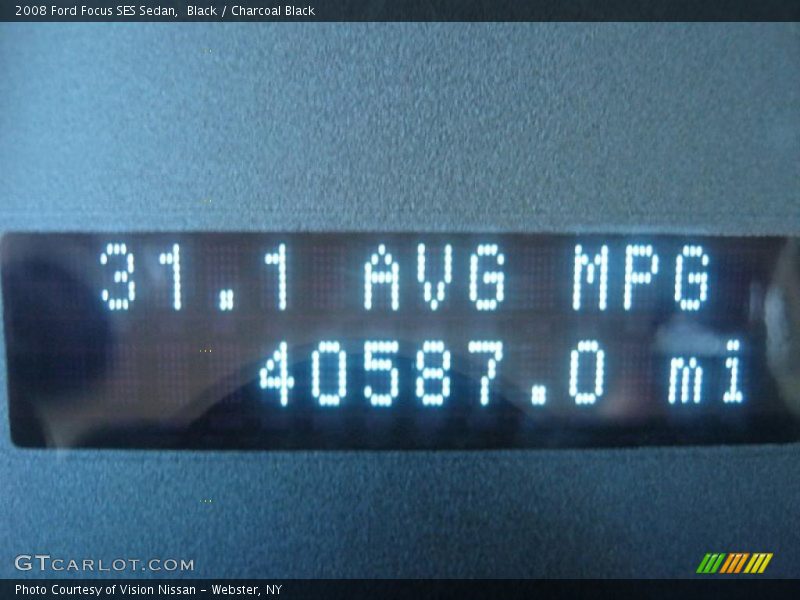 2008 Ford Focus SES Sedan,  Black / Charcoal Black
31.1 AVG MPG
40587.0 mi
GTCARLOT.COM
Photo Courtesy of Vision Nissan - Webster, NY